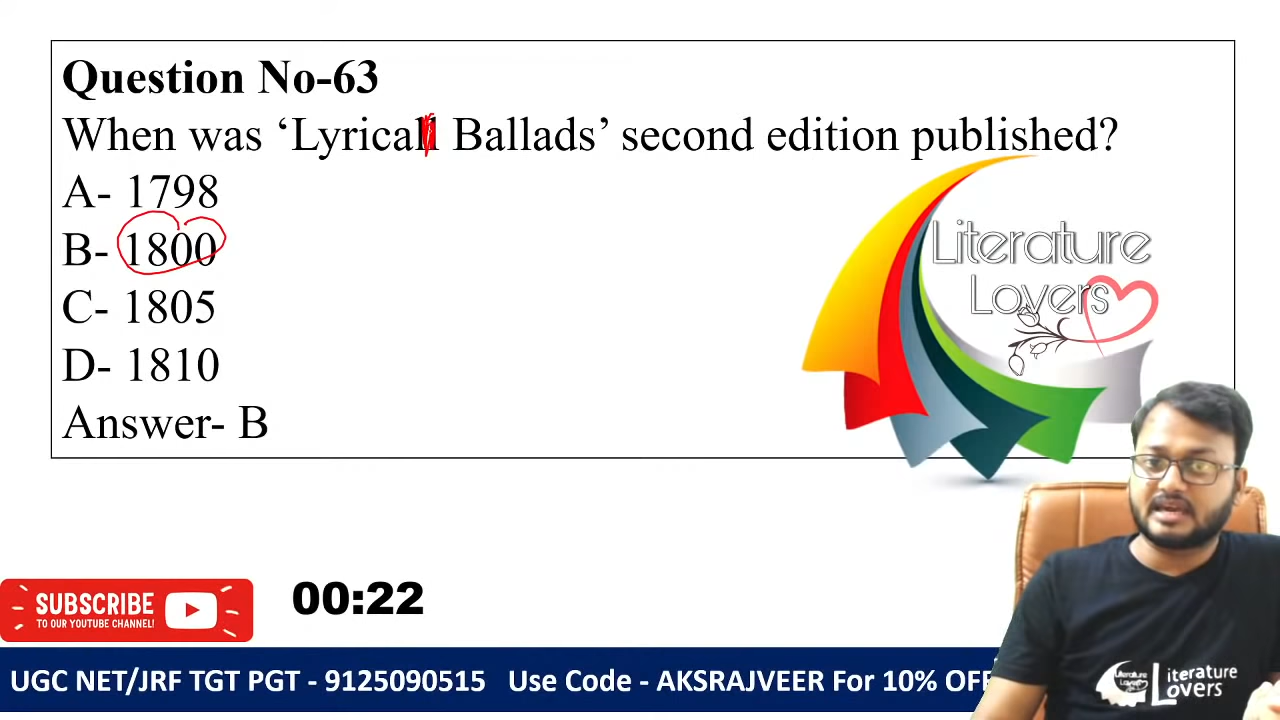 Question No-63
When was ‘Lyricall Ballads’ second edition published?
A- 1798
B- 1800
C- 1805
D- 1810
Answer- B
Literature
Lovers
SUBSCRIBE
TO OUR YOUTUBE CHANNEL!
00:22
UGC NET/JRF TGT PGT - 9125090515 Use Code - AKSRAJVEER For 10% OFF
Literature
Lovers